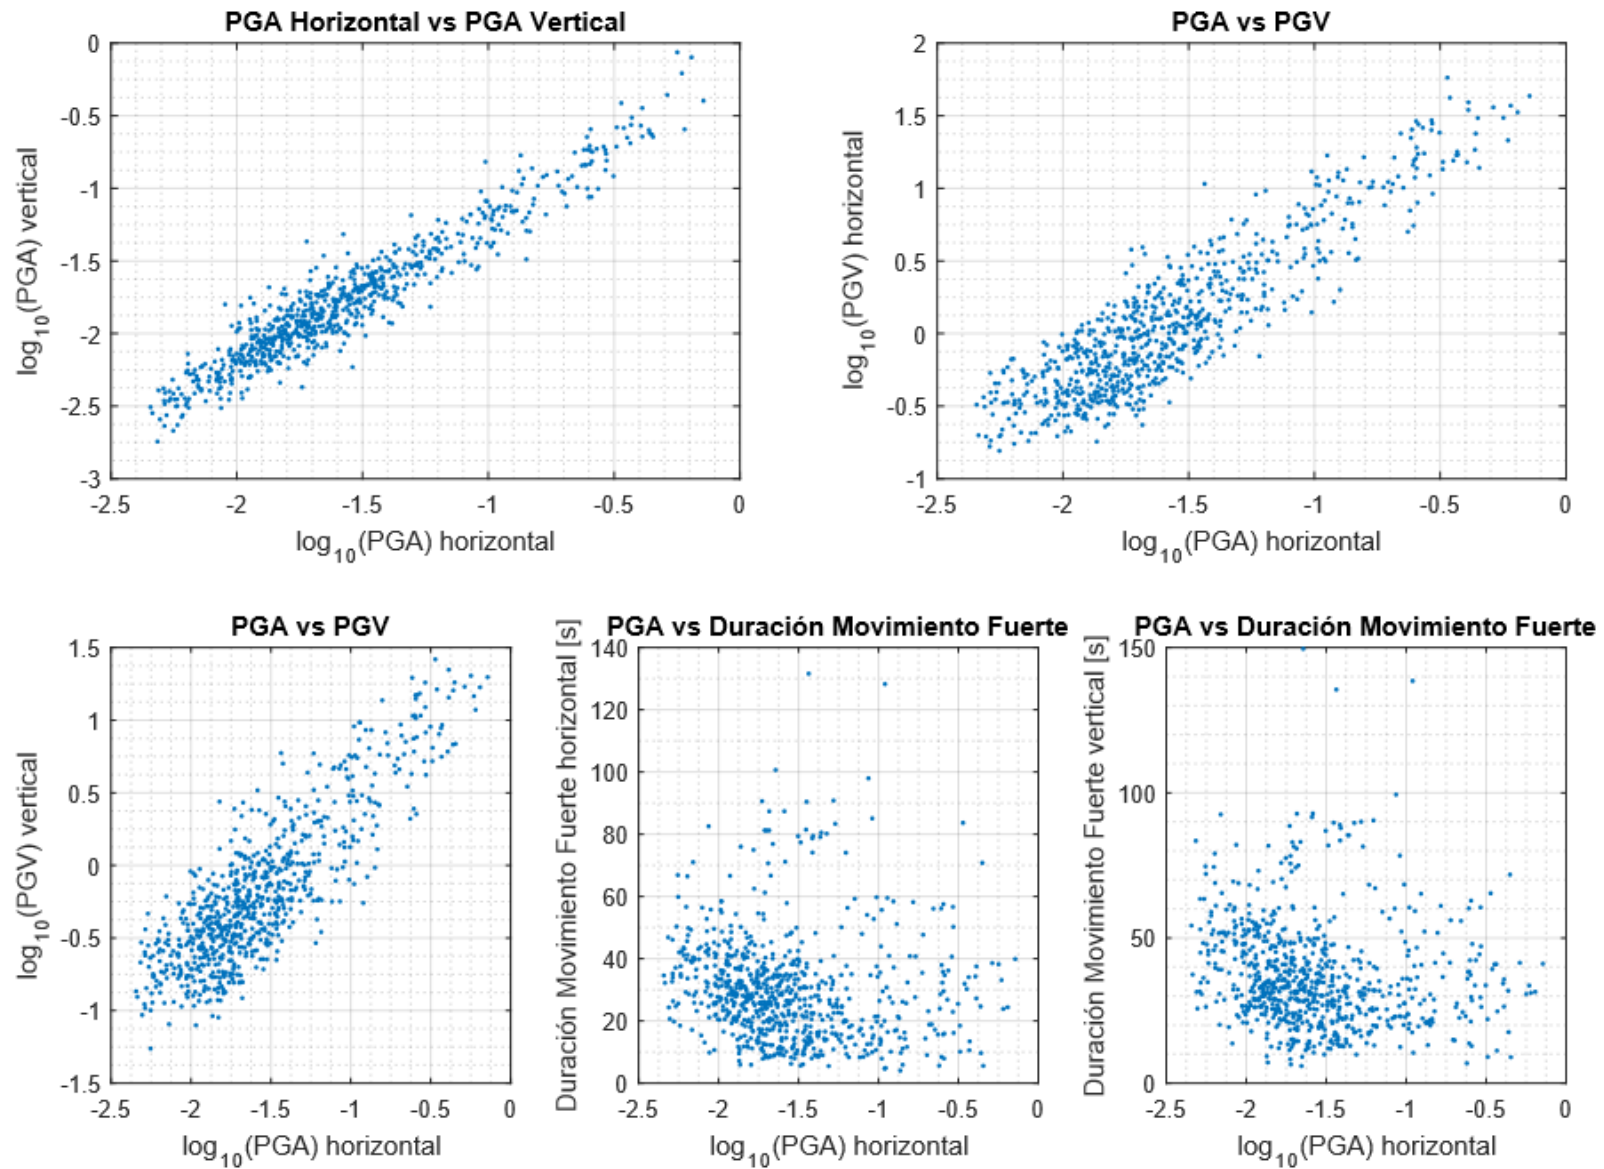 PGA Horizontal vs PGA Vertical
0
-0.5
-1
-1.5
-2
-2.5
-3
log10(PGA) vertical
-2.5 -2 -1.5 -1 -0.5 0
log10(PGA) horizontal
PGA vs PGV
2
1.5
1
0.5
0
-0.5
-1
log10(PGV) horizontal
-2.5 -2 -1.5 -1 -0.5 0
log10(PGA) horizontal
PGA vs PGV
1.5
1
0.5
0
-0.5
-1
-1.5
log10(PGV) vertical
-2.5 -2 -1.5 -1 -0.5 0
log10(PGA) horizontal
PGA vs Duración Movimiento Fuerte
140
120
100
80
60
40
20
0
Duración Movimiento Fuerte horizontal [s]
-2.5 -2 -1.5 -1 -0.5 0
log10(PGA) horizontal
PGA vs Duración Movimiento Fuerte
150
100
50
0
Duración Movimiento Fuerte vertical [s]
-2.5 -2 -1.5 -1 -0.5 0
log10(PGA) horizontal